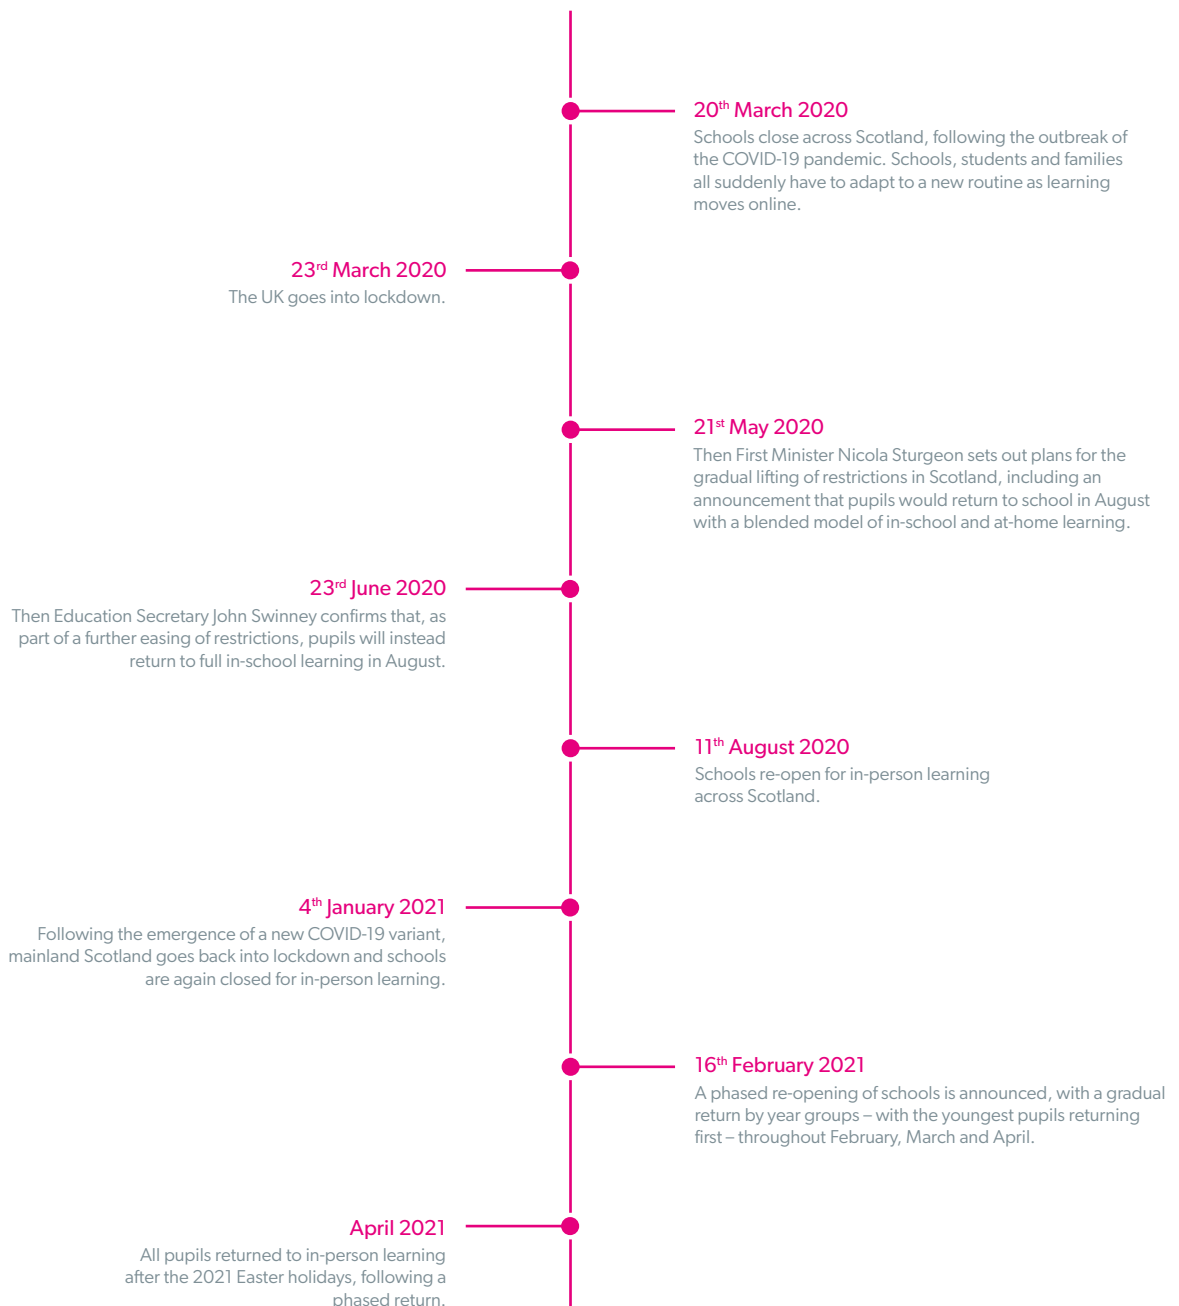 20th March 2020
Schools close across Scotland, following the outbreak of
the COVID-19 pandemic. Schools, students and families
all suddenly have to adapt to a new routine as learning
moves online.
23rd March 2020
The UK goes into lockdown.
21st May 2020
Then First Minister Nicola Sturgeon sets out plans for the
gradual lifting of restrictions in Scotland, including an
announcement that pupils would return to school in August
with a blended model of in-school and at-home learning.
23rd June 2020
Then Education Secretary John Swinney confirms that, as
part of a further easing of restrictions, pupils will instead
return to full in-school learning in August.
11th August 2020
Schools re-open for in-person learning
across Scotland.
4th January 2021
Following the emergence of a new COVID-19 variant,
mainland Scotland goes back into lockdown and schools
are again closed for in-person learning.
16th February 2021
A phased re-opening of schools is announced, with a gradual
return by year groups – with the youngest pupils returning
first – throughout February, March and April.
April 2021
All pupils returned to in-person learning
after the 2021 Easter holidays, following a
phased return.